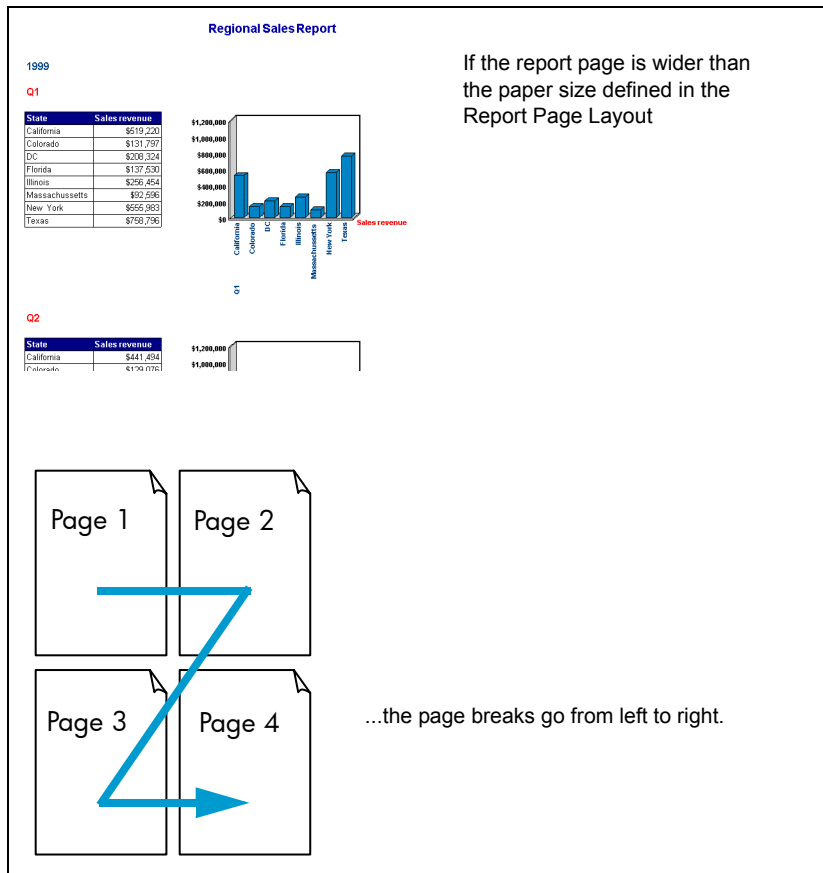 Regional Sales Report
1999
If the report page is wider than
the paper size defined in the
Report Page Layout
Q1
State Sales revenue
California $519,220
Colorado $131,797
DC $208,324
Florida $137,530
Illinois $256,454
Massachussetts $92,596
New York $555,983
Texas $758,796
$1,200,000
$1,000,000
$800,000
$600,000
$400,000
$200,000
$0
Sales revenue
California
Colorado
DC
Florida
Illinois
Massachussetts
New York
Texas
Q1
Q2
State Sales revenue
California $441,494
Colorado $129,076
$1,200,000
$1,000,000
Page 1
Page 2
Page 3
Page 4
...the page breaks go from left to right.